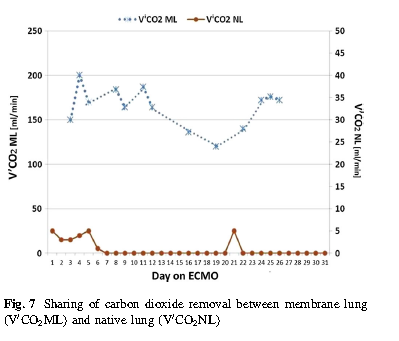 V'CO2 ML V'CO2 NL
250 50
45
200 40
35
150 30
25
100 20
15
50 10
5
0 0
V'CO2 ML [ml/min]
V'CO2 NL [ml/min]
1 2 3 4 5 6 7 8 9 10 11 12 13 14 15 16 17 18 19 20 21 22 23 24 25 26 27 28 29 30 31
Day on ECMO
Fig. 7 Sharing of carbon dioxide removal between membrane lung
(V'CO₂ML) and native lung (V'CO₂NL)